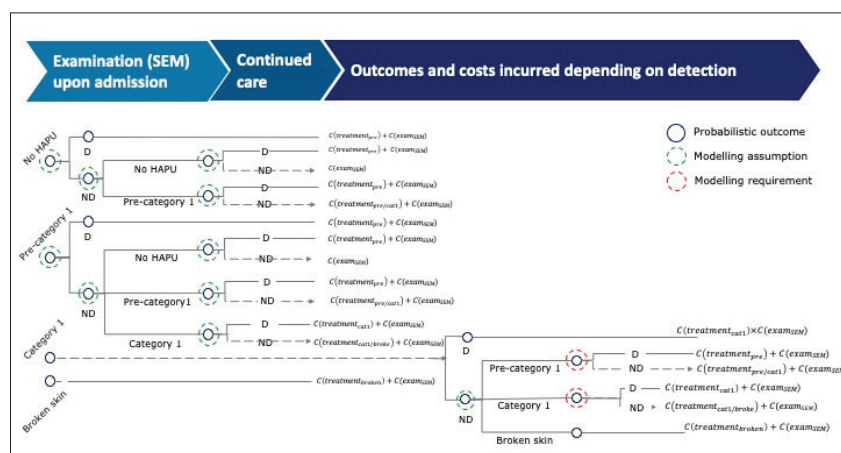 Examination (SEM)
upon admission
Continued
care
Outcomes and costs incurred depending on detection
Probabilistic outcome
Modelling assumption
Modelling requirement
No HAPU
D
C(treatment_pre) + C(exam_SEM)
ND
No HAPU
D
C(treatment_pre) + C(exam_SEM)
ND
C(exam_SEM)
Pre-category 1
D
C(treatment_pre) + C(exam_SEM)
ND
C(treatment_pre/cat1) + C(exam_SEM)
Pre-category 1
D
C(treatment_pre) + C(exam_SEM)
ND
No HAPU
D
C(treatment_pre) + C(exam_SEM)
ND
C(exam_SEM)
Pre-category1
D
C(treatment_pre) + C(exam_SEM)
ND
C(treatment_pre/cat1) + C(exam_SEM)
Category 1
D
C(treatment_cat1) + C(exam_SEM)
ND
C(treatment_cat1/broke) + C(exam_SEM)
Category 1
D
C(treatment_cat1)×C(exam_SEM)
ND
Pre-category 1
D
C(treatment_pre) + C(exam_SEM)
ND
C(treatment_pre/cat1) + C(exam_SEM)
Category 1
D
C(treatment_cat1) + C(exam_SEM)
ND
C(treatment_cat1/broke) + C(exam_SEM)
Broken skin
C(treatment_broken) + C(exam_SEM)
Broken skin
C(treatment_broken) + C(exam_SEM)